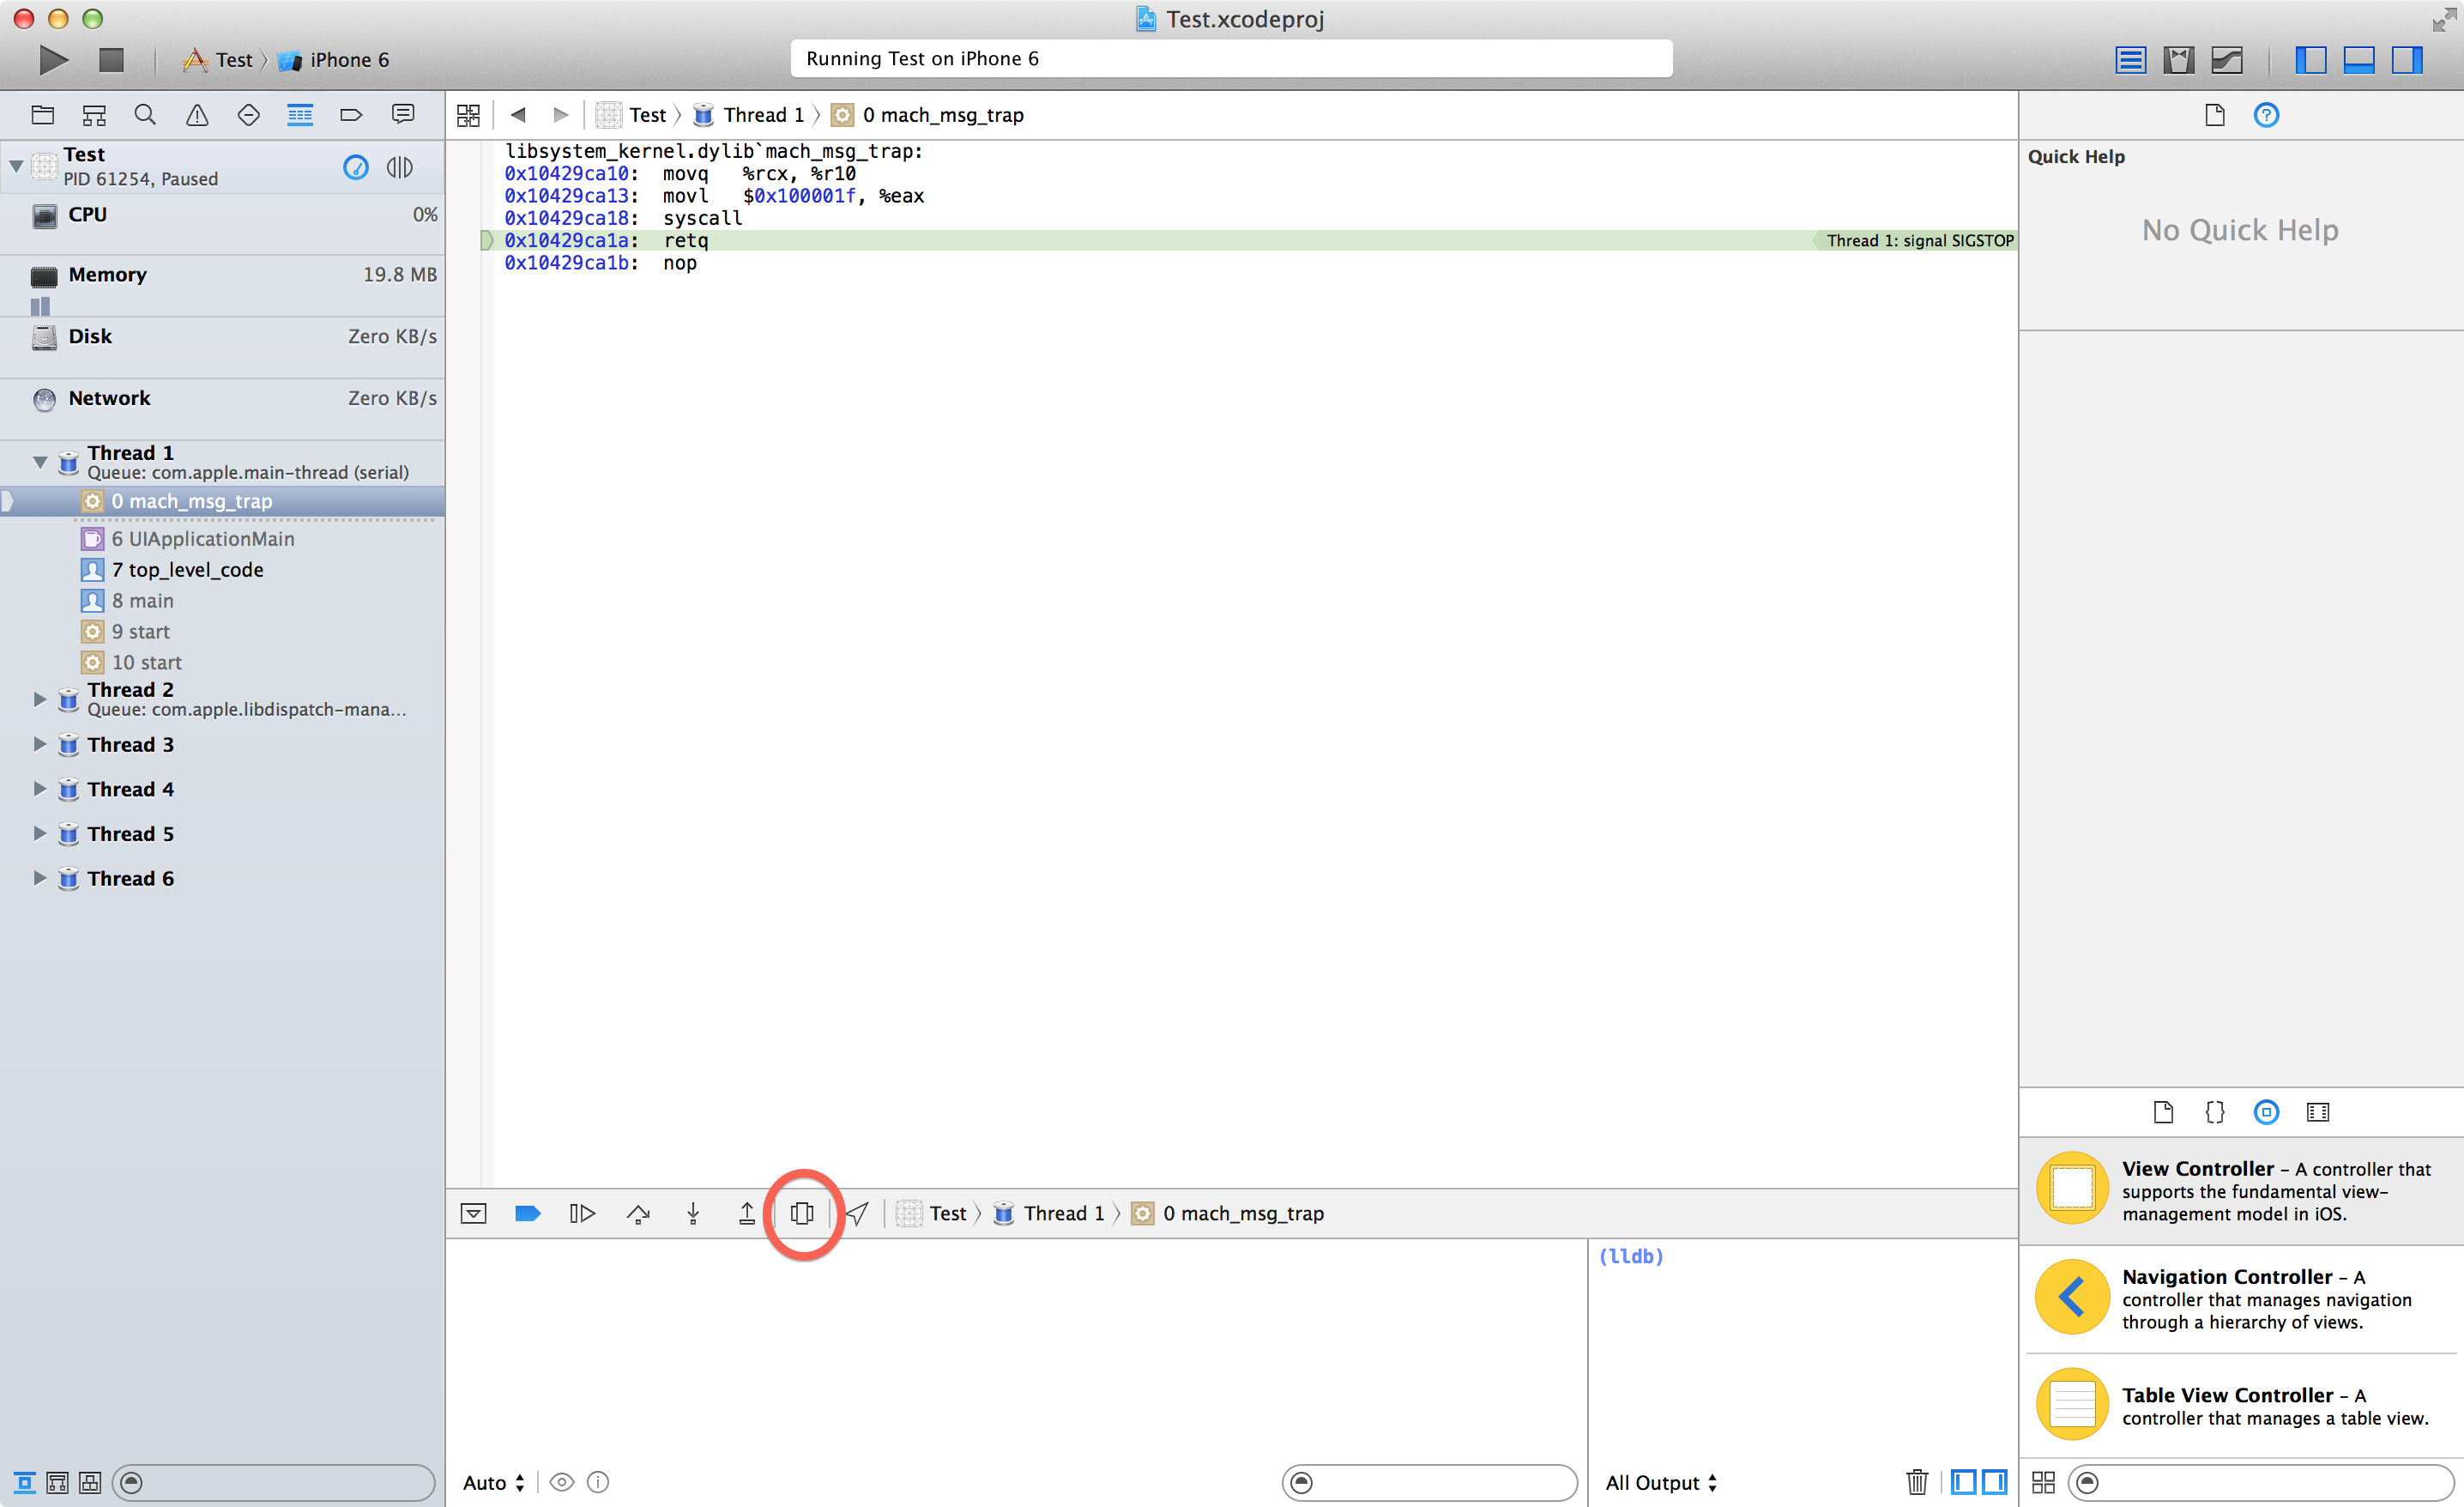 Test.xcodeproj
Test
iPhone 6
Running Test on iPhone 6
Test
PID 61254, Paused
CPU
0%
Memory
19.8 MB
Disk
Zero KB/s
Network
Zero KB/s
Thread 1
Queue: com.apple.main-thread (serial)
0 mach_msg_trap
6 UIApplicationMain
7 top_level_code
8 main
9 start
10 start
Thread 2
Queue: com.apple.libdispatch-mana...
Thread 3
Thread 4
Thread 5
Thread 6
Test
Thread 1
0 mach_msg_trap
libsystem_kernel.dylib`mach_msg_trap:
0x10429ca10: movq %rcx, %r10
0x10429ca13: movl $0x100001f, %eax
0x10429ca18: syscall
0x10429ca1a: retq
Thread 1: signal SIGSTOP
0x10429ca1b: nop
Test
Thread 1
0 mach_msg_trap
Auto
(lldb)
All Output
Quick Help
No Quick Help
View Controller – A controller that
supports the fundamental view-
management model in iOS.
Navigation Controller – A
controller that manages navigation
through a hierarchy of views.
Table View Controller – A
controller that manages a table view.